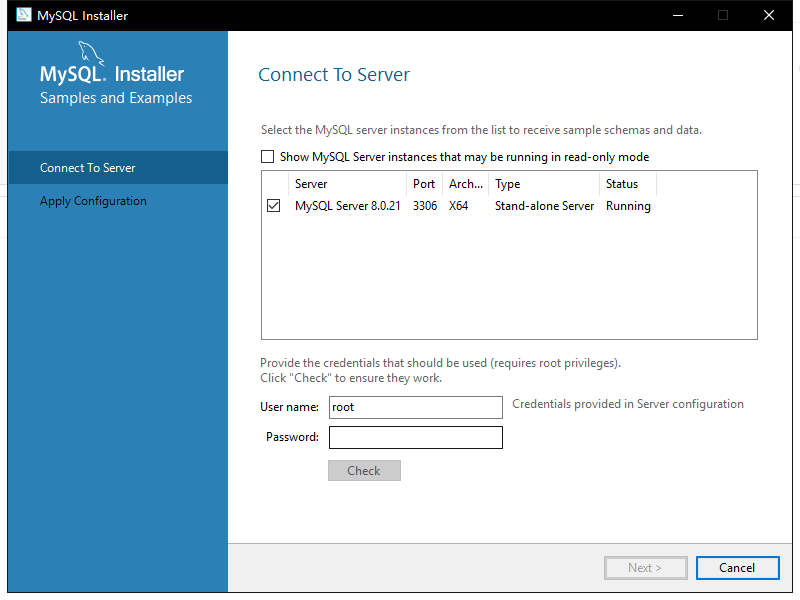 MySQL Installer
MySQL. Installer
Samples and Examples
Connect To Server
Apply Configuration
Connect To Server
Select the MySQL server instances from the list to receive sample schemas and data.
Show MySQL Server instances that may be running in read-only mode
Server Port Arch... Type Status
MySQL Server 8.0.21 3306 X64 Stand-alone Server Running
Provide the credentials that should be used (requires root privileges).
Click "Check" to ensure they work.
User name: root Credentials provided in Server configuration
Password:
Check
Next > Cancel